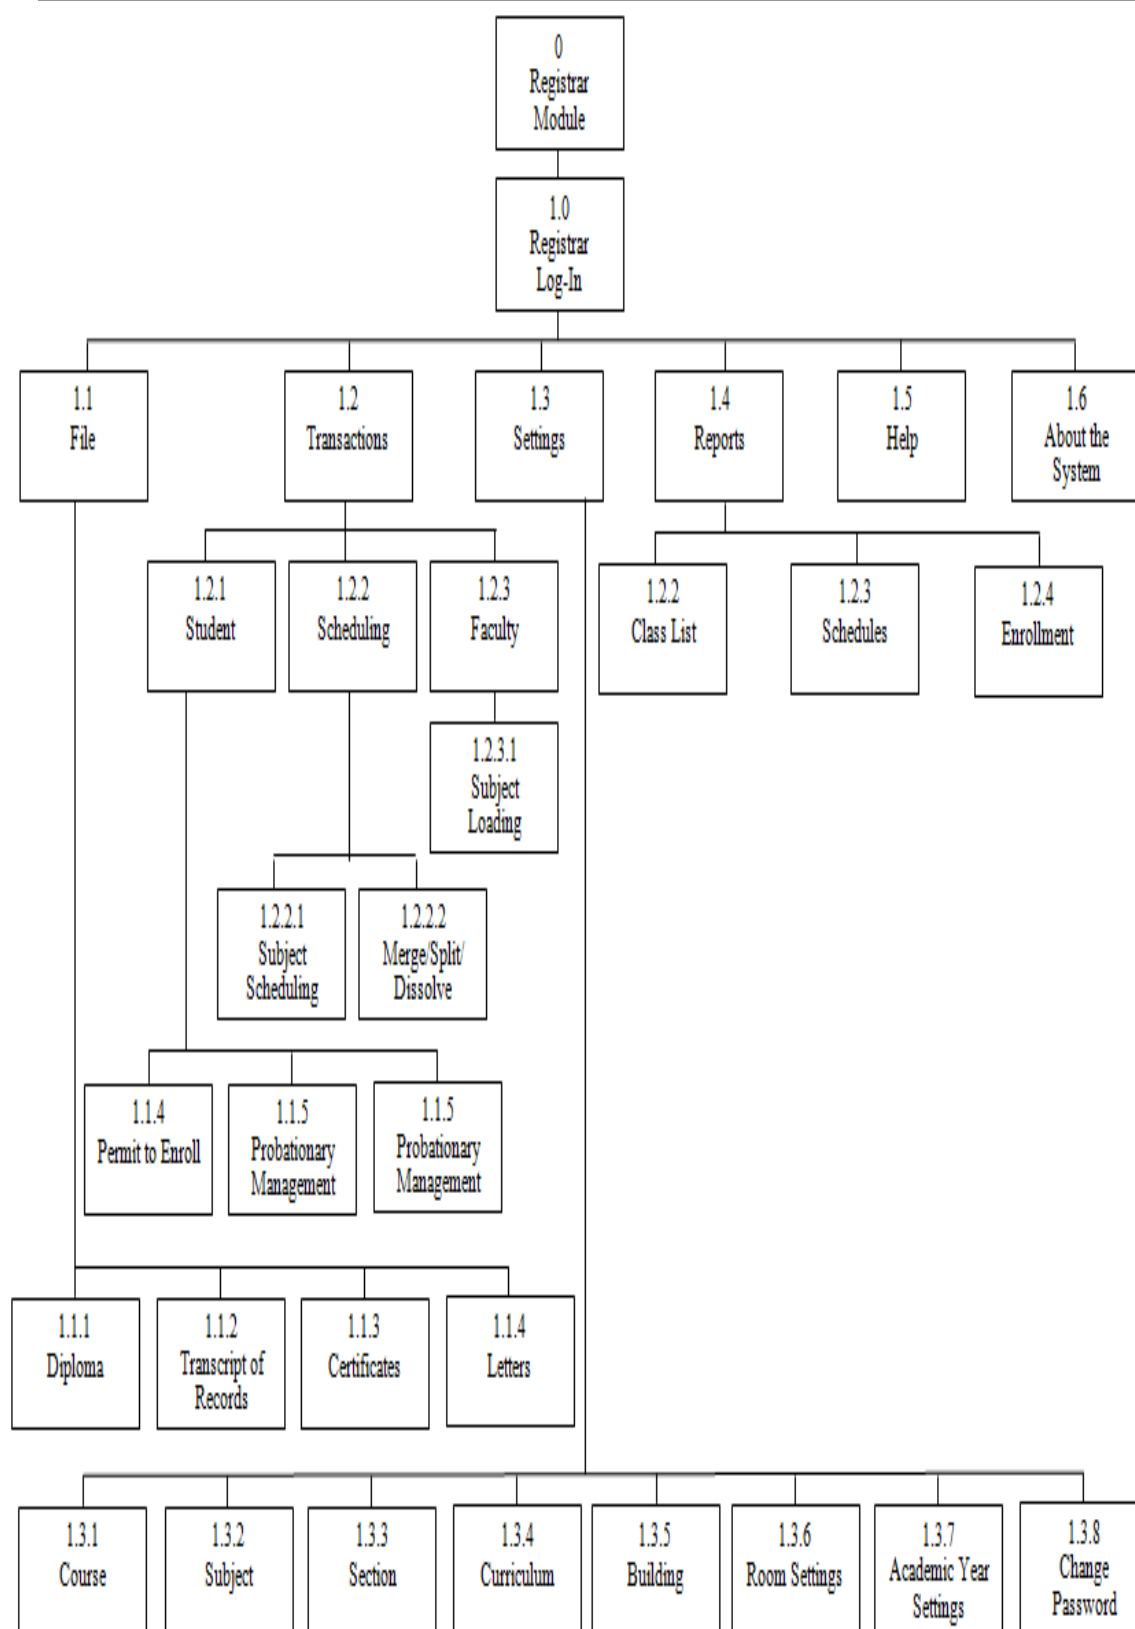 0
Registrar
Module
1.0
Registrar
Log-In
1.1
File
1.2
Transactions
1.3
Settings
1.4
Reports
1.5
Help
1.6
About the
System
1.2.1
Student
1.2.2
Scheduling
1.2.3
Faculty
1.2.2
Class List
1.2.3
Schedules
1.2.4
Enrollment
1.2.3.1
Subject
Loading
1.2.2.1
Subject
Scheduling
1.2.2.2
Merge/Split/
Dissolve
1.1.4
Permit to Enroll
1.1.5
Probationary
Management
1.1.5
Probationary
Management
1.1.1
Diploma
1.1.2
Transcript of
Records
1.1.3
Certificates
1.1.4
Letters
1.3.1
Course
1.3.2
Subject
1.3.3
Section
1.3.4
Curriculum
1.3.5
Building
1.3.6
Room Settings
1.3.7
Academic Year
Settings
1.3.8
Change
Password